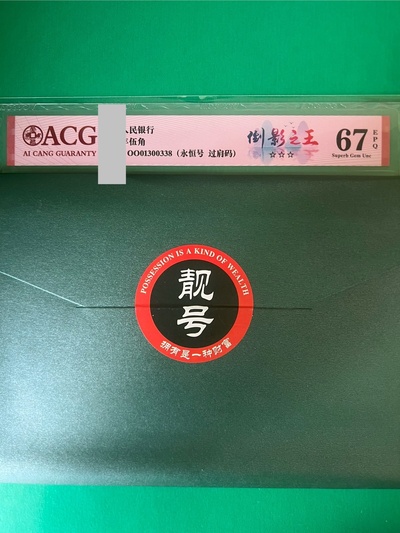 ACG
AI CANG GUARANTY
人民银行
伍角
OO01300338（永恒号 过肩码）
倒影之王
☆☆☆
67
EPQ
Superb Gem Unc
POSSESSION IS A KIND OF WEALTH
靓号
拥有是一种财富